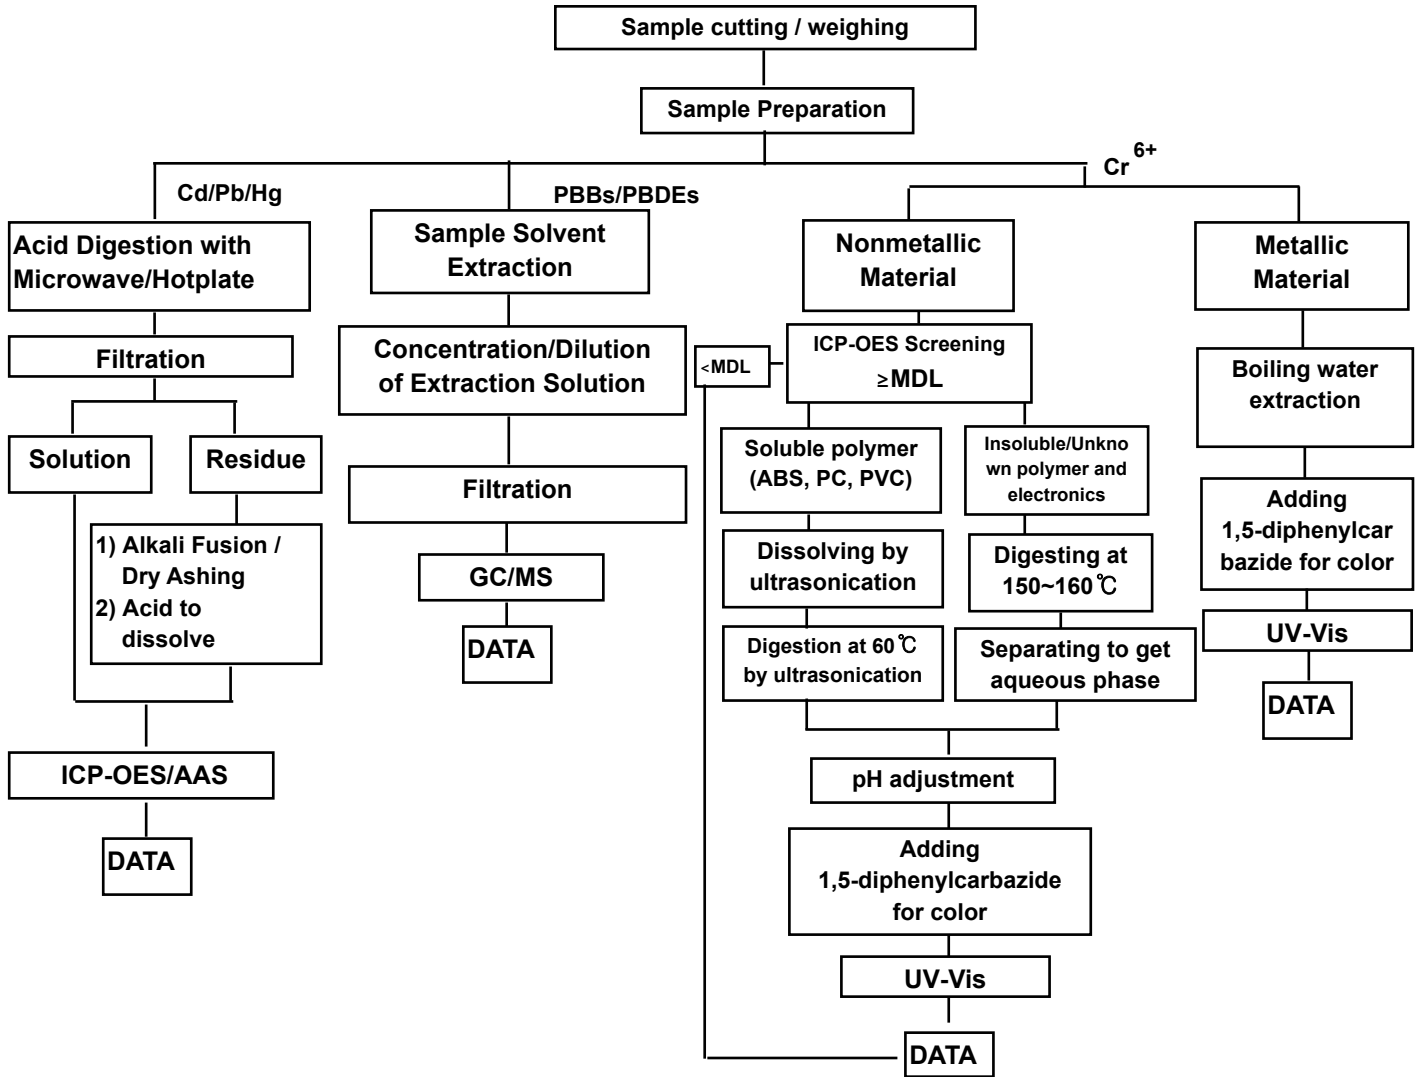 Sample cutting / weighing
Sample Preparation
Cd/Pb/Hg
Acid Digestion with
Microwave/Hotplate
Filtration
Solution
Residue
1) Alkali Fusion /
Dry Ashing
2) Acid to
dissolve
ICP-OES/AAS
DATA
PBBs/PBDEs
Sample Solvent
Extraction
Concentration/Dilution
of Extraction Solution
Filtration
GC/MS
DATA
Cr 6+
Nonmetallic
Material
ICP-OES Screening
≥MDL
<MDL
Soluble polymer
(ABS, PC, PVC)
Dissolving by
ultrasonication
Digestion at 60℃
by ultrasonication
Insoluble/Unkno
wn polymer and
electronics
Digesting at
150~160℃
Separating to get
aqueous phase
pH adjustment
Adding
1,5-diphenylcarbazide
for color
UV-Vis
DATA
Metallic
Material
Boiling water
extraction
Adding
1,5-diphenylcar
bazide for color
UV-Vis
DATA